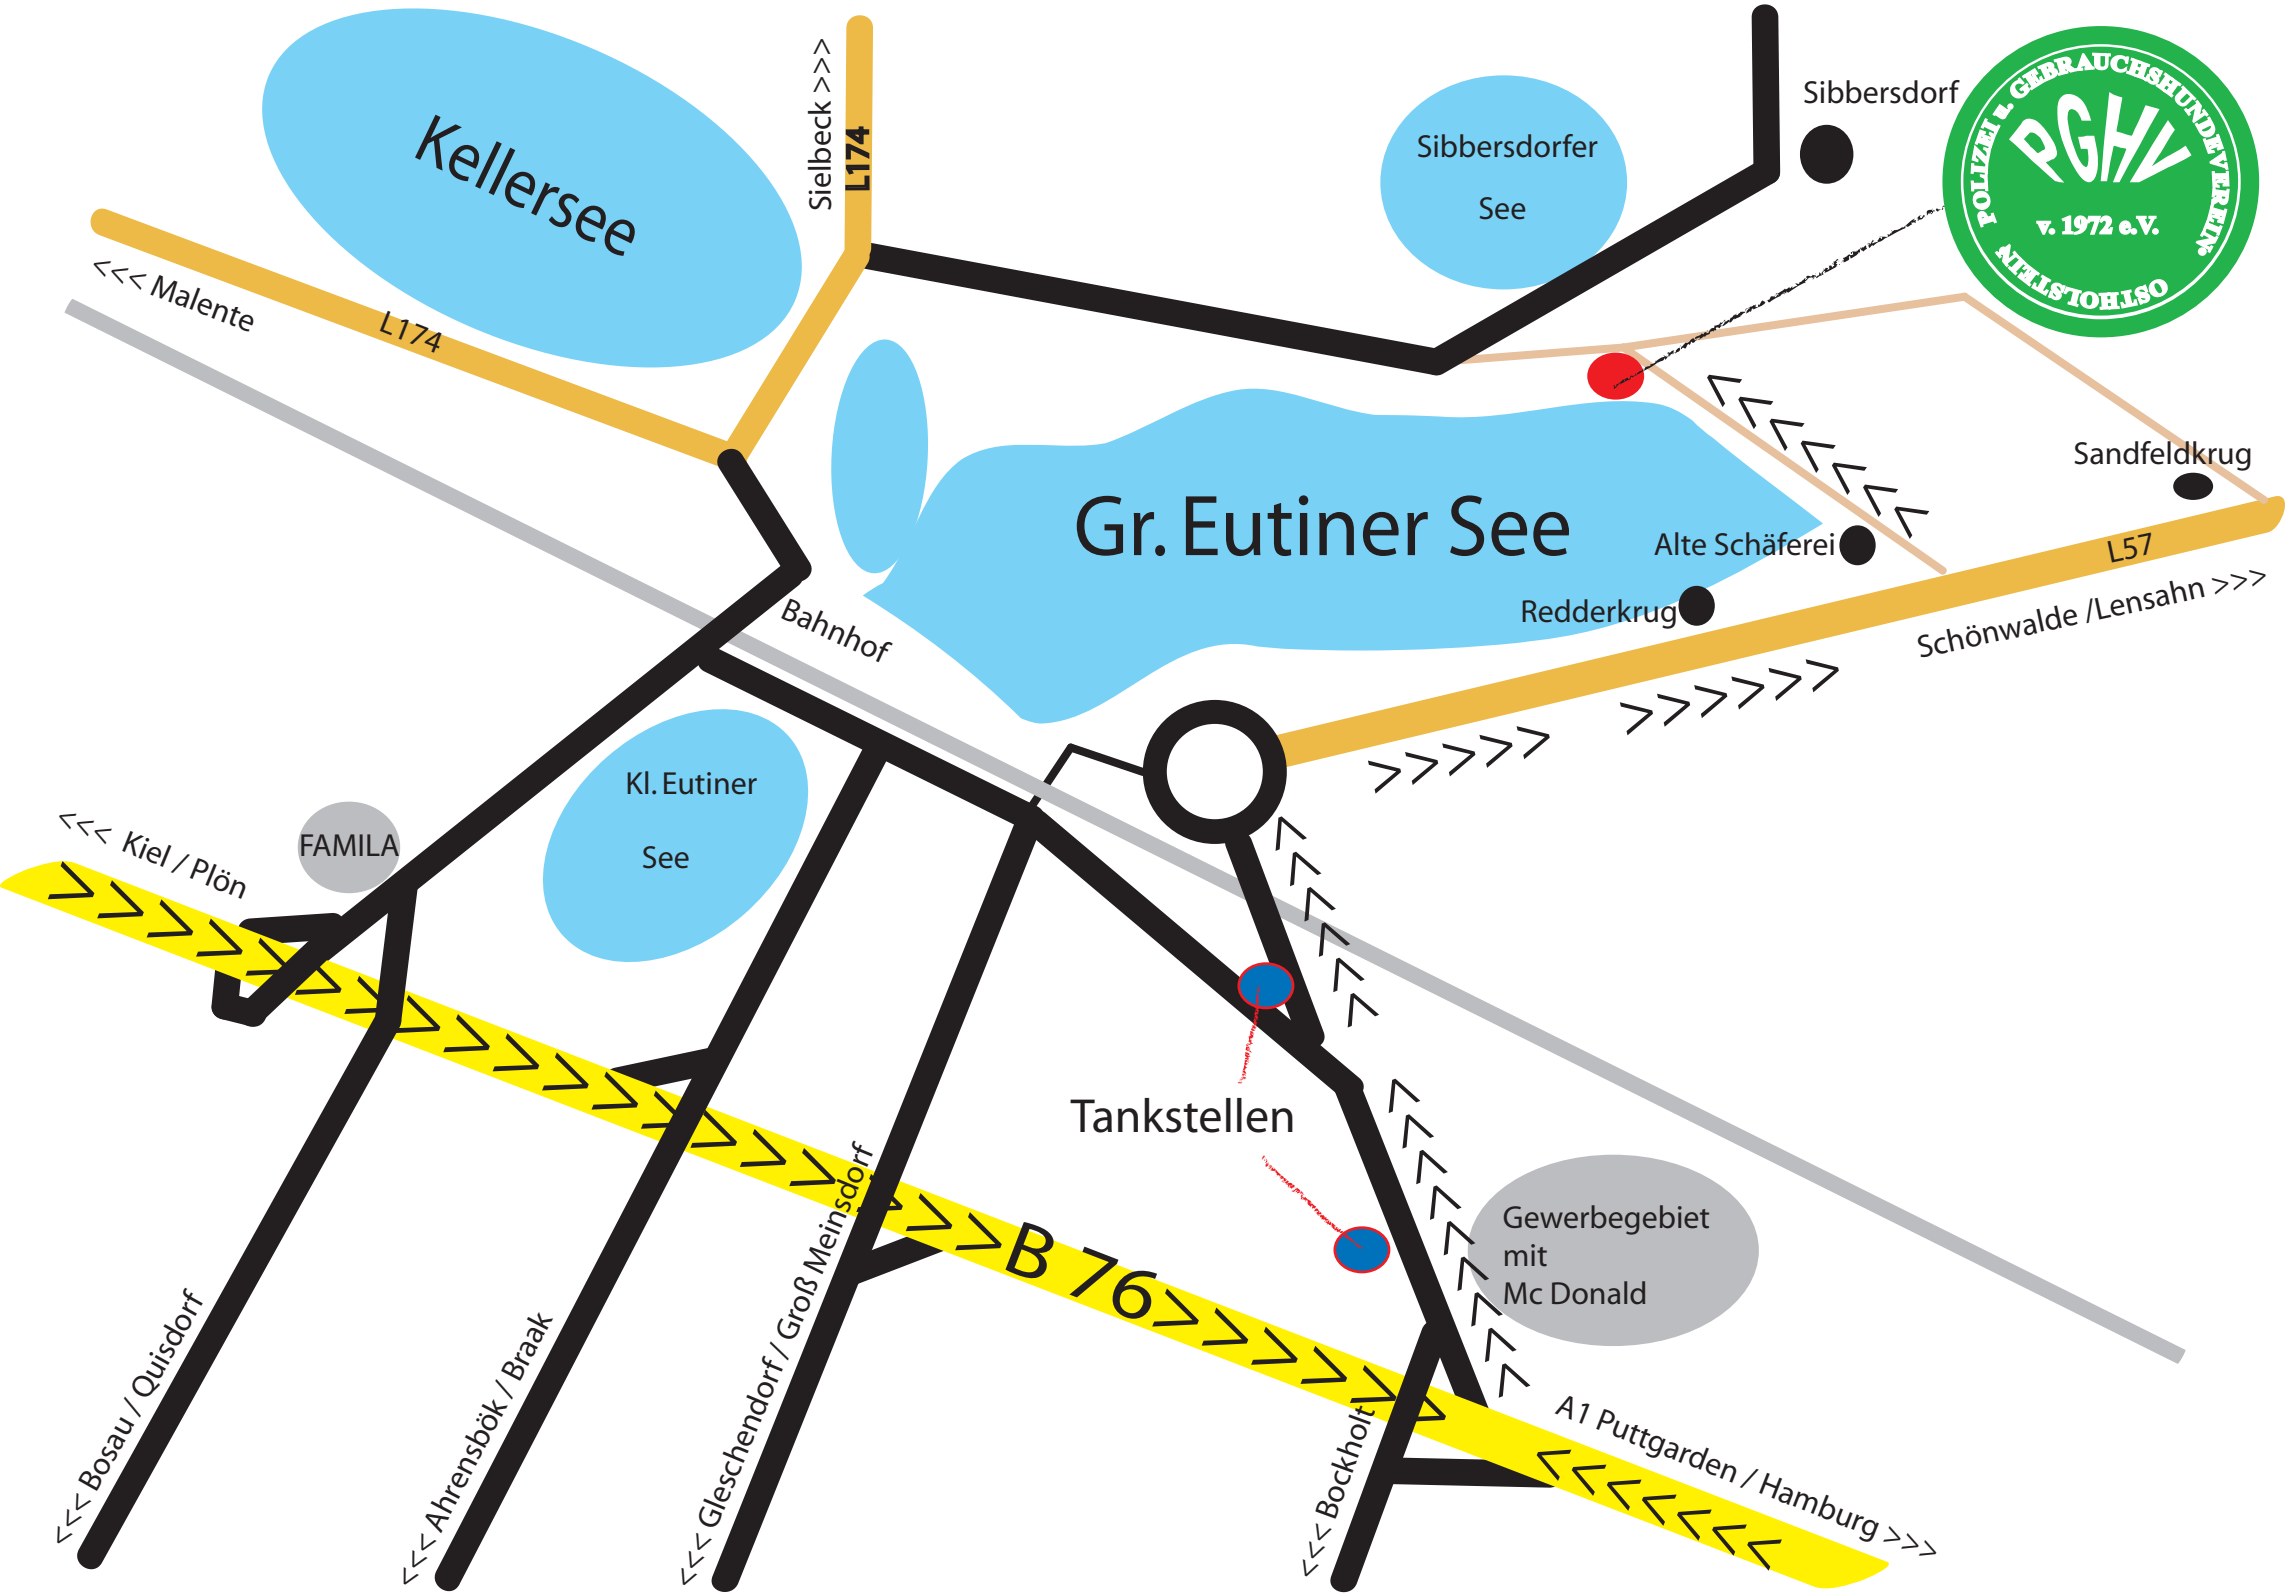 Kellersee
Sielbeck >>>>
L174
Sibbersdorfer
See
Sibbersdorf
POLIZEI u. GEBRAUCHSHUNDEVEREIN.
PGHV
v. 1972 e.V.
OSTHOLSTEIN
<<< Malente
L174
Gr. Eutiner See
Sandfeldkrug
Alte Schäferei
L57
Redderkrug
Schönwalde /Lensahn >>>
Bahnhof
Kl. Eutiner
See
<<< Kiel / Plön
FAMILA
Tankstellen
B 76
Gewerbegebiet
mit
Mc Donald
<<< Bosau / Quisdorf
<<< Ahrensbök / Braak
<<< Gleschendorf / Groß Meinsdorf
<<< Bockholt
A1 Puttgarden / Hamburg >>>